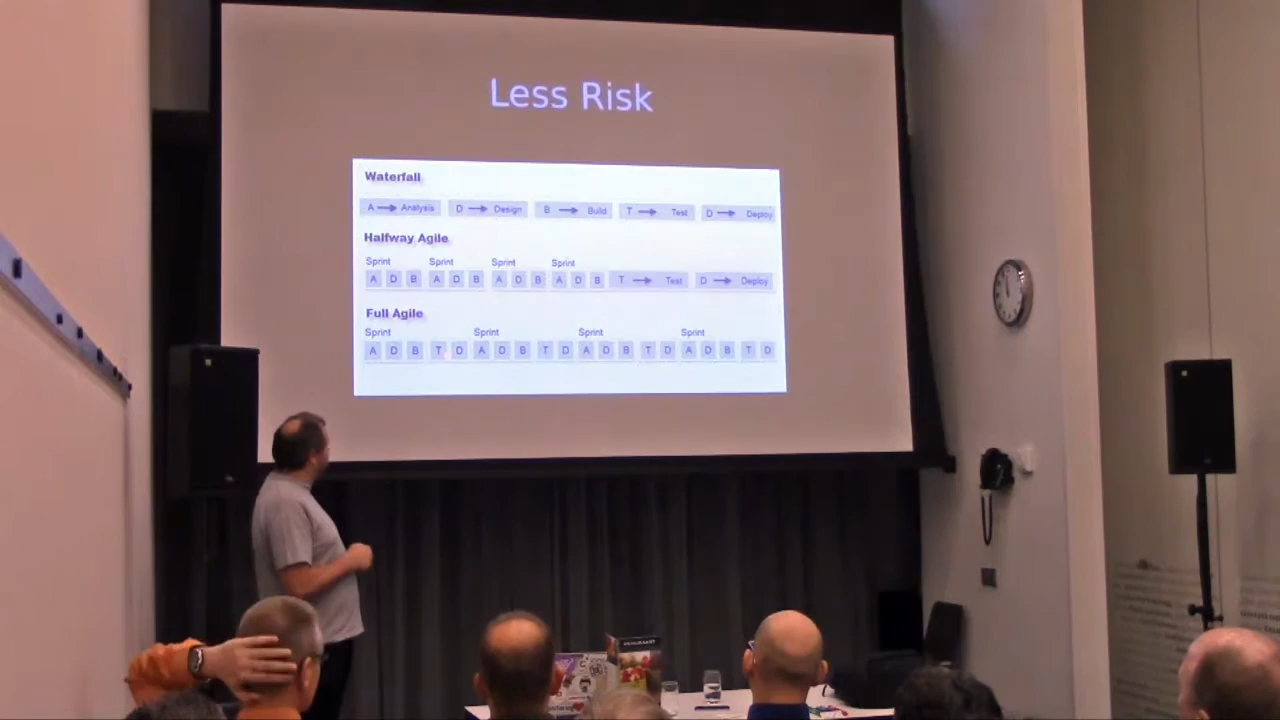 Less Risk
Waterfall
A → Analysis D → Design B → Build T → Test D → Deploy
Halfway Agile
Sprint Sprint Sprint Sprint
A D B A D B A D B A D B T → Test D → Deploy
Full Agile
Sprint Sprint Sprint Sprint
A D B T D A D B T D A D B T D A D B T D